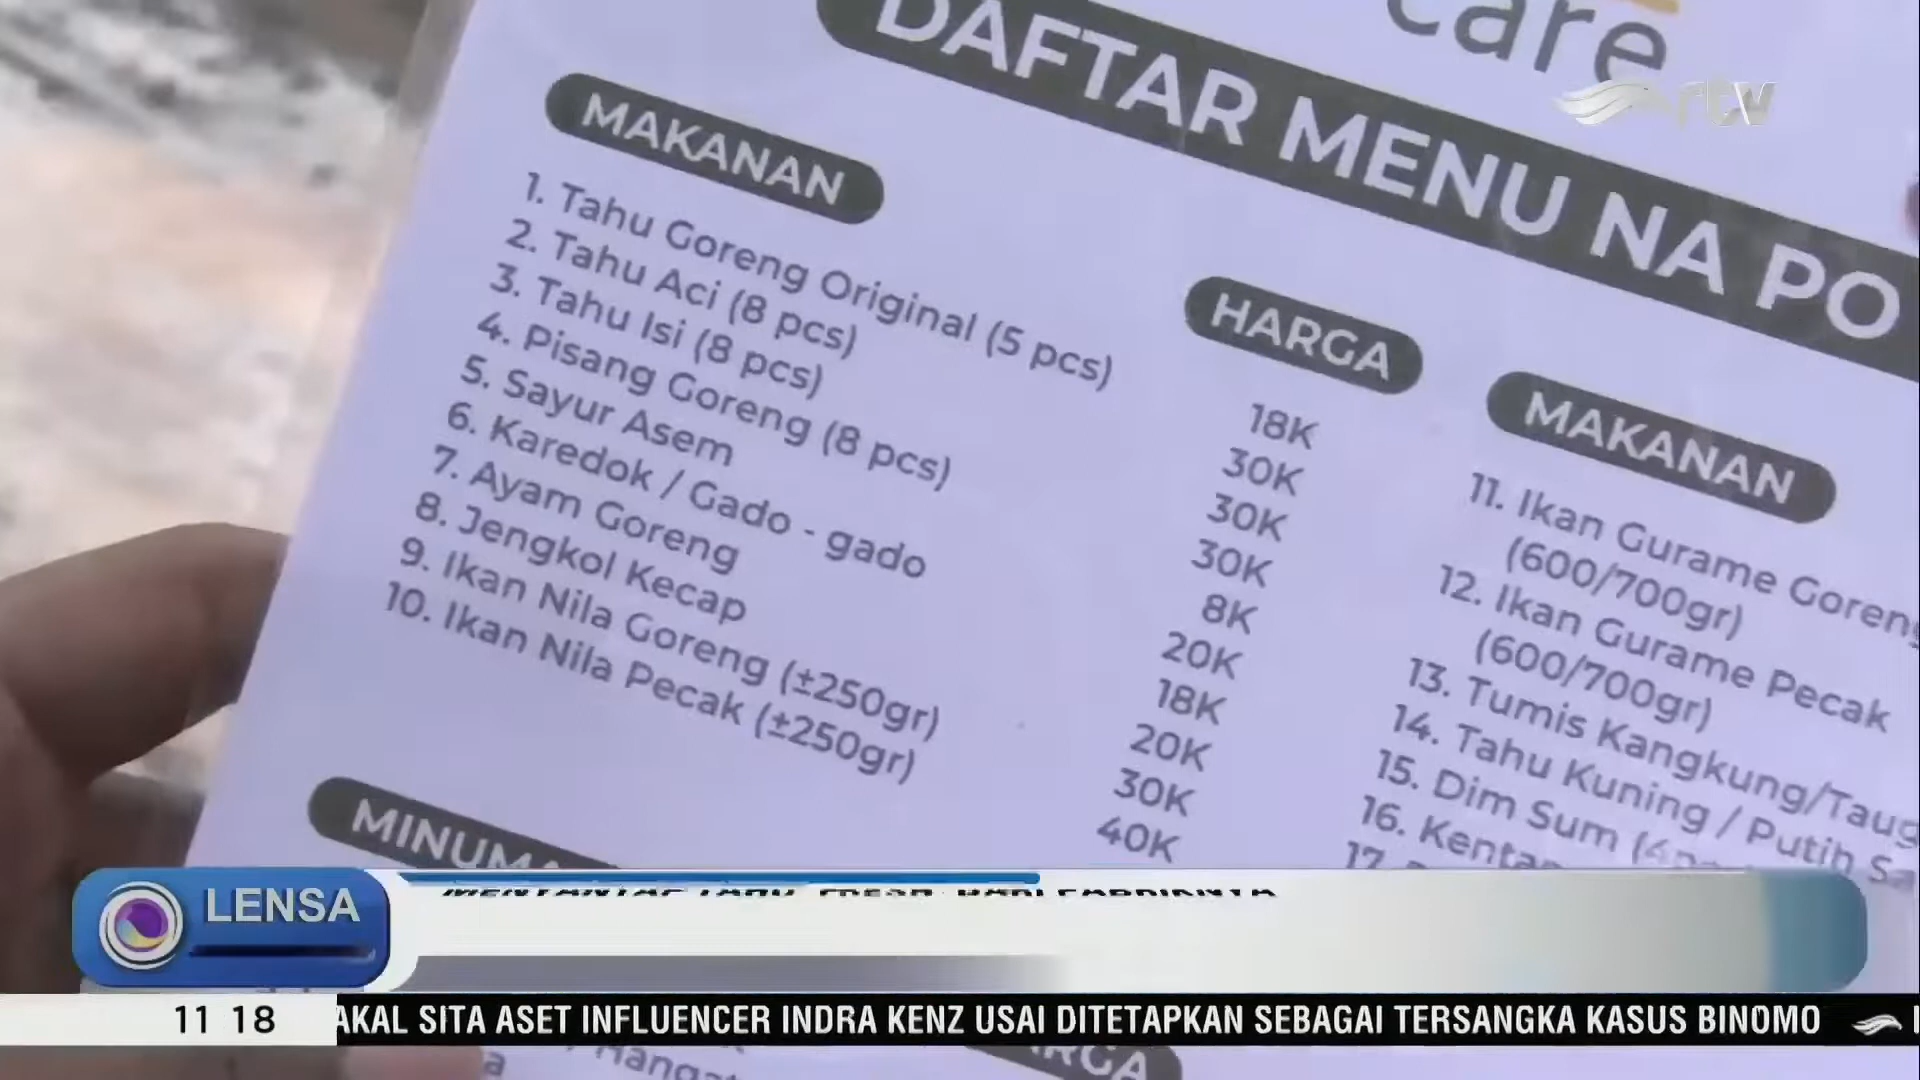 care
rtv
DAFTAR MENU NA PO
MAKANAN
1. Tahu Goreng Original (5 pcs)
2. Tahu Aci (8 pcs)
3. Tahu Isi (8 pcs)
4. Pisang Goreng (8 pcs)
5. Sayur Asem
6. Karedok / Gado - gado
7. Ayam Goreng
8. Jengkol Kecap
9. Ikan Nila Goreng (±250gr)
10. Ikan Nila Pecak (±250gr)
HARGA
18K
30K
30K
30K
8K
20K
18K
20K
30K
40K
MAKANAN
11. Ikan Gurame Goreng
(600/700gr)
12. Ikan Gurame Pecak
(600/700gr)
13. Tumis Kangkung/Taug
14. Tahu Kuning / Putih Sa
15. Dim Sum
16. Kentan
17.
MINUMA
LENSA
11 18
AKAL SITA ASET INFLUENCER INDRA KENZ USAI DITETAPKAN SEBAGAI TERSANGKA KASUS BINOMO